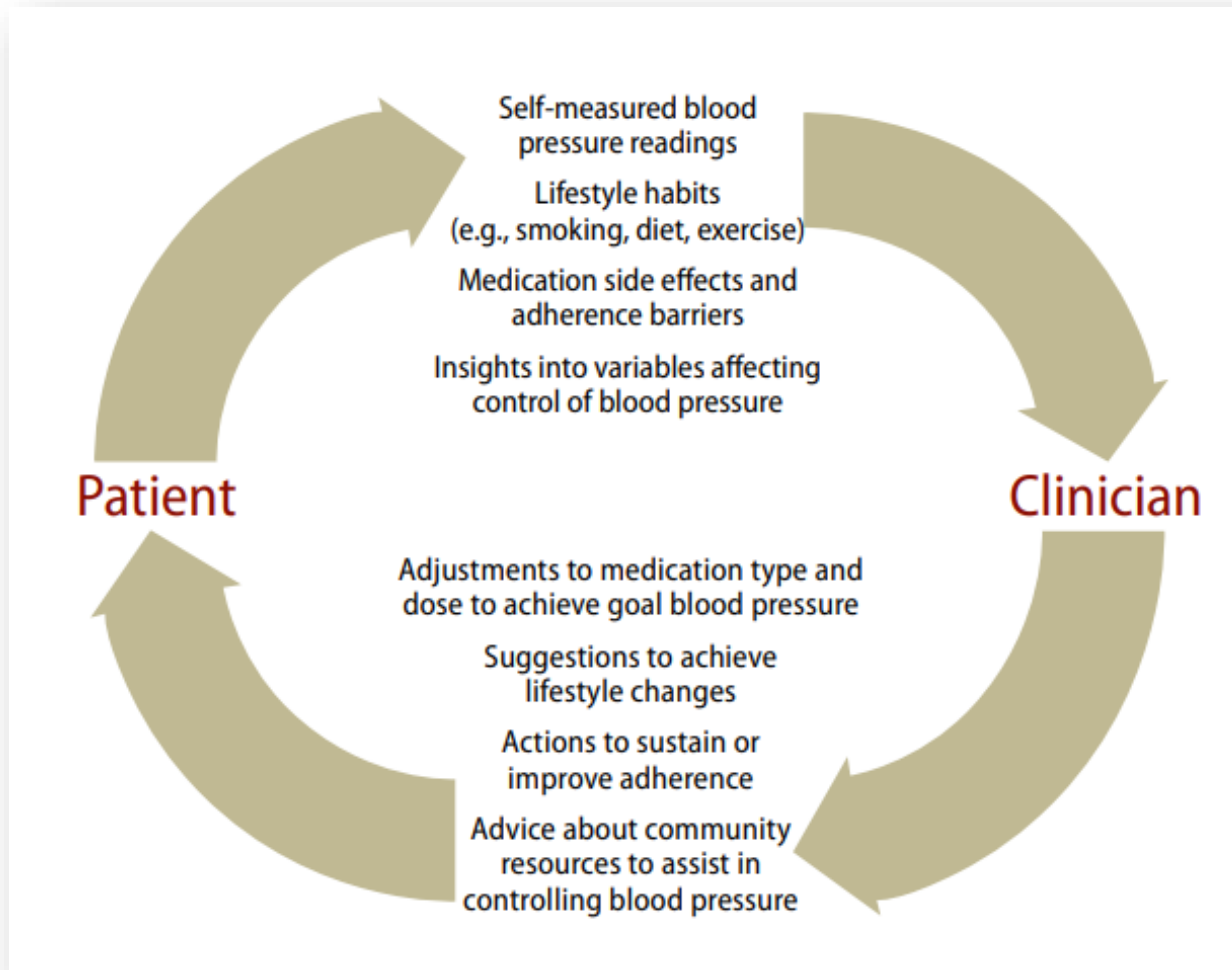 Self-measured blood
pressure readings
Lifestyle habits
(e.g., smoking, diet, exercise)
Medication side effects and
adherence barriers
Insights into variables affecting
control of blood pressure
Patient
Clinician
Adjustments to medication type and
dose to achieve goal blood pressure
Suggestions to achieve
lifestyle changes
Actions to sustain or
improve adherence
Advice about community
resources to assist in
controlling blood pressure